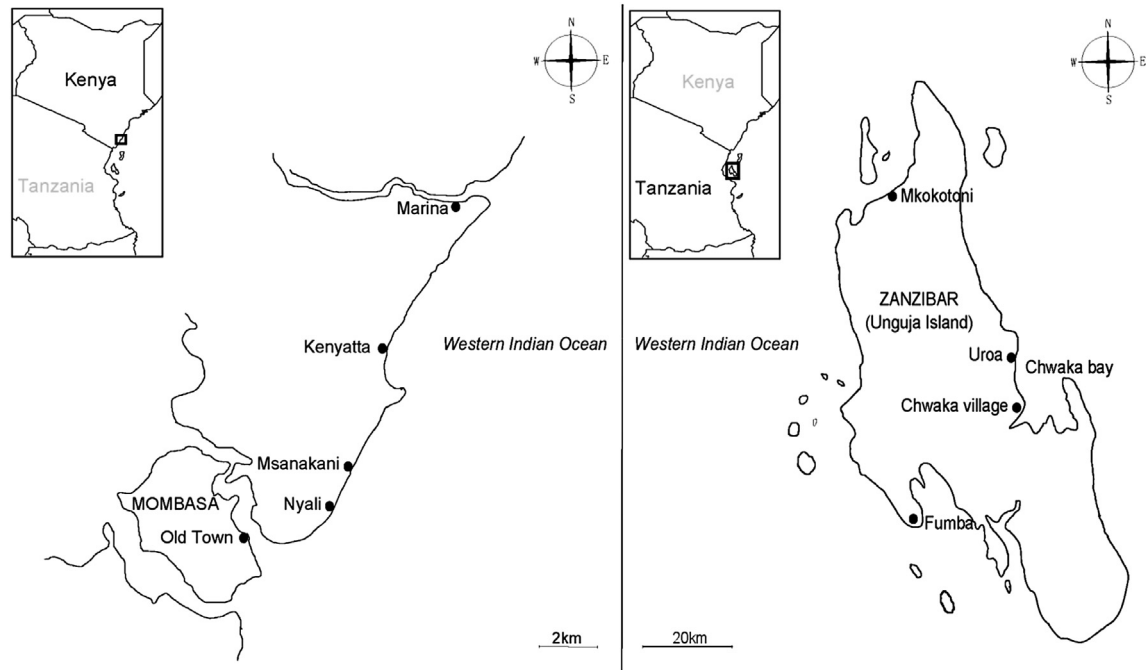 Kenya
Tanzania
N
W
E
S
Marina
Kenyatta
Western Indian Ocean
Msanakani
MOMBASA
Nyali
Old Town
2km
Kenya
Tanzania
N
W
E
S
Mkokotoni
ZANZIBAR
(Unguja Island)
Western Indian Ocean
Uroa
Chwaka bay
Chwaka village
Fumba
20km